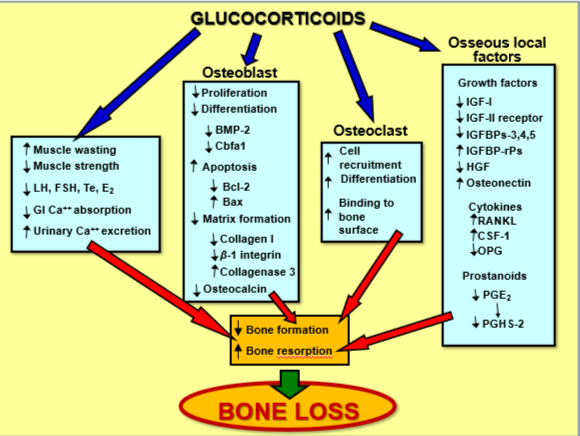 GLUCOCORTICOIDS
↑ Muscle wasting
↓ Muscle strength
↓ LH, FSH, Te, E₂
↓ GI Ca⁺⁺ absorption
↑ Urinary Ca⁺⁺ excretion
Osteoblast
↓ Proliferation
↓ Differentiation
↓ BMP-2
↓ Cbfa1
↑ Apoptosis
↓ Bcl-2
↑ Bax
↓ Matrix formation
↓ Collagen I
↓ β-1 integrin
↑ Collagenase 3
↓ Osteocalcin
Osteoclast
↑ Cell
recruitment
↑ Differentiation
↑ Binding to
bone
surface
Osseous local
factors
Growth factors
↓ IGF-I
↓ IGF-II receptor
↓ IGFBPs-3,4,5
↑ IGFBP-rPs
↓ HGF
↑ Osteonectin
Cytokines
↑ RANKL
↑ CSF-1
↓ OPG
Prostanoids
↓ PGE₂
↓
↓ PGHS-2
↓ Bone formation
↑ Bone resorption
BONE LOSS